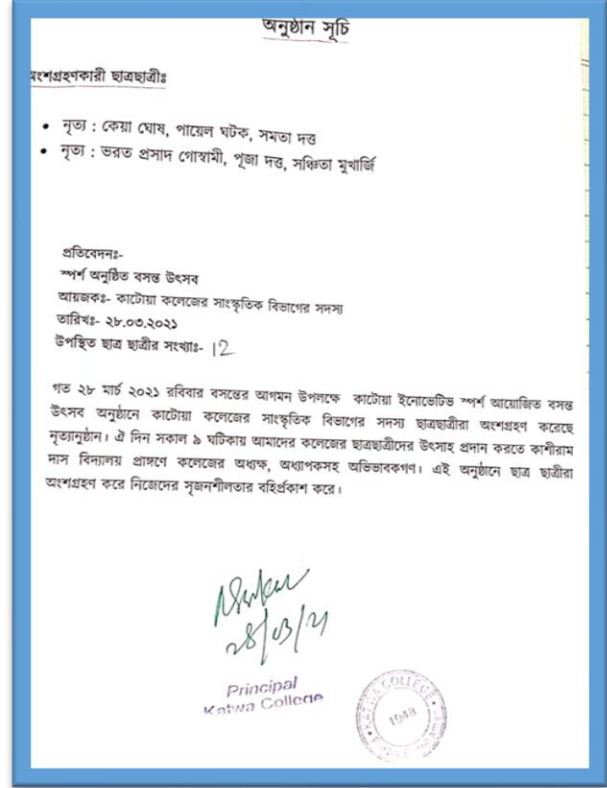 অনুষ্ঠান সূচি
অংশগ্রহণকারী ছাত্রছাত্রীঃ
• নৃত্য : কেয়া ঘোষ, পায়েল ঘটক, সমতা দত্ত
• নৃত্য : ভরত প্রসাদ গোস্বামী, পূজা দত্ত, সঞ্চিতা মুখার্জি
প্রতিবেদনঃ-
স্পর্শ অনুষ্ঠিত বসন্ত উৎসব
আয়জকঃ- কাটোয়া কলেজের সাংস্কৃতিক বিভাগের সদস্য
তারিখঃ- ২৮.০৩.২০২১
উপস্থিত ছাত্র ছাত্রীর সংখ্যাঃ- 12
গত ২৮ মার্চ ২০২১ রবিবার বসন্তের আগমন উপলক্ষে কাটোয়া ইনোভেটিভ স্পর্শ আয়োজিত বসন্ত
উৎসব অনুষ্ঠানে কাটোয়া কলেজের সাংস্কৃতিক বিভাগের সদস্য ছাত্রছাত্রীরা অংশগ্রহণ করেছে
নৃত্যানুষ্ঠান। ঐ দিন সকাল ৯ ঘটিকায় আমাদের কলেজের ছাত্রছাত্রীদের উৎসাহ প্রদান করতে কাশীরাম
দাস বিদ্যালয় প্রাঙ্গণে কলেজের অধ্যক্ষ, অধ্যাপকসহ অভিভাবকগণ। এই অনুষ্ঠানে ছাত্র ছাত্রীরা
অংশগ্রহণ করে নিজেদের সৃজনশীলতার বহির্প্রকাশ করে।
28/03/21
Principal
Katwa College
KATWA COLLEGE
1948